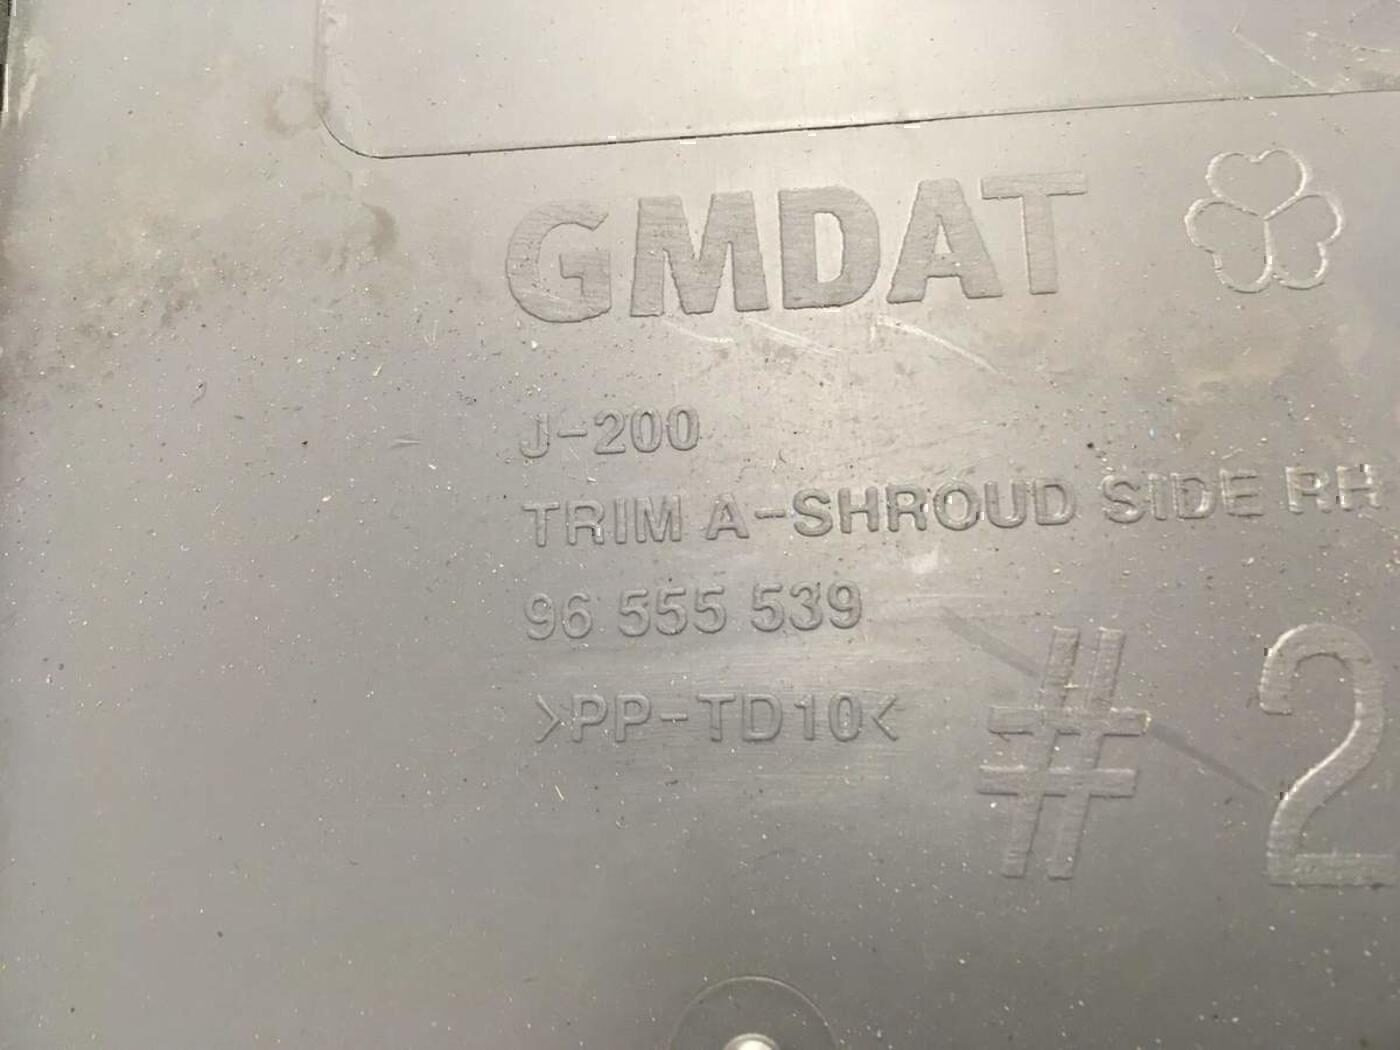 GMDAT
J-200
TRIM A-SHROUD SIDE RH
96 555 539
>PP-TD10<
# 2